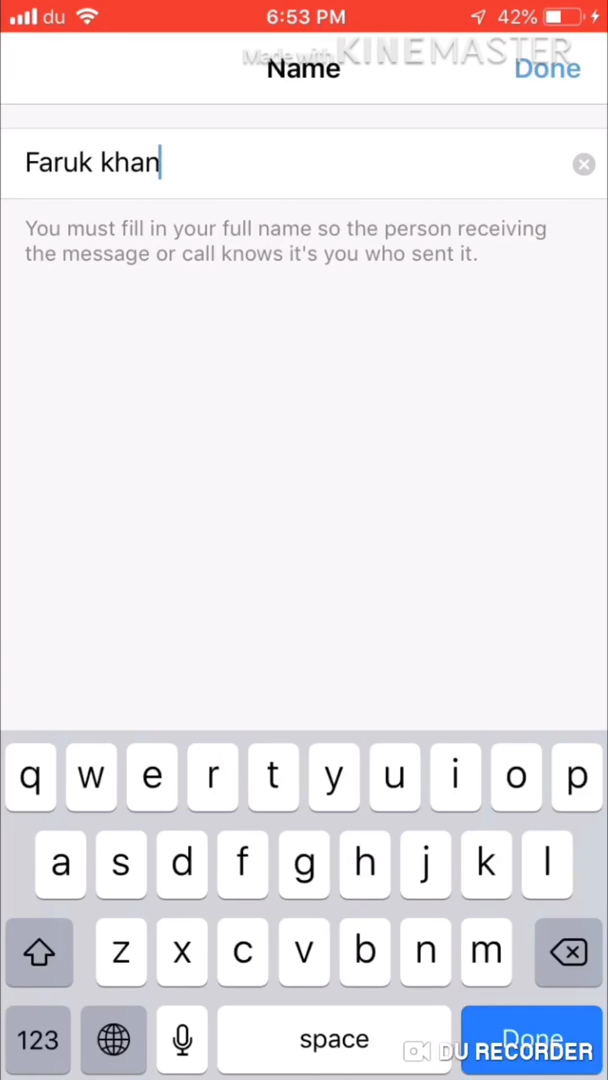 du 6:53 PM 42%
Made with KINEMASTER
Name Done
Faruk khan
You must fill in your full name so the person receiving
the message or call knows it's you who sent it.
q w e r t y u i o p
a s d f g h j k l
z x c v b n m
123 space Done
DU RECORDER